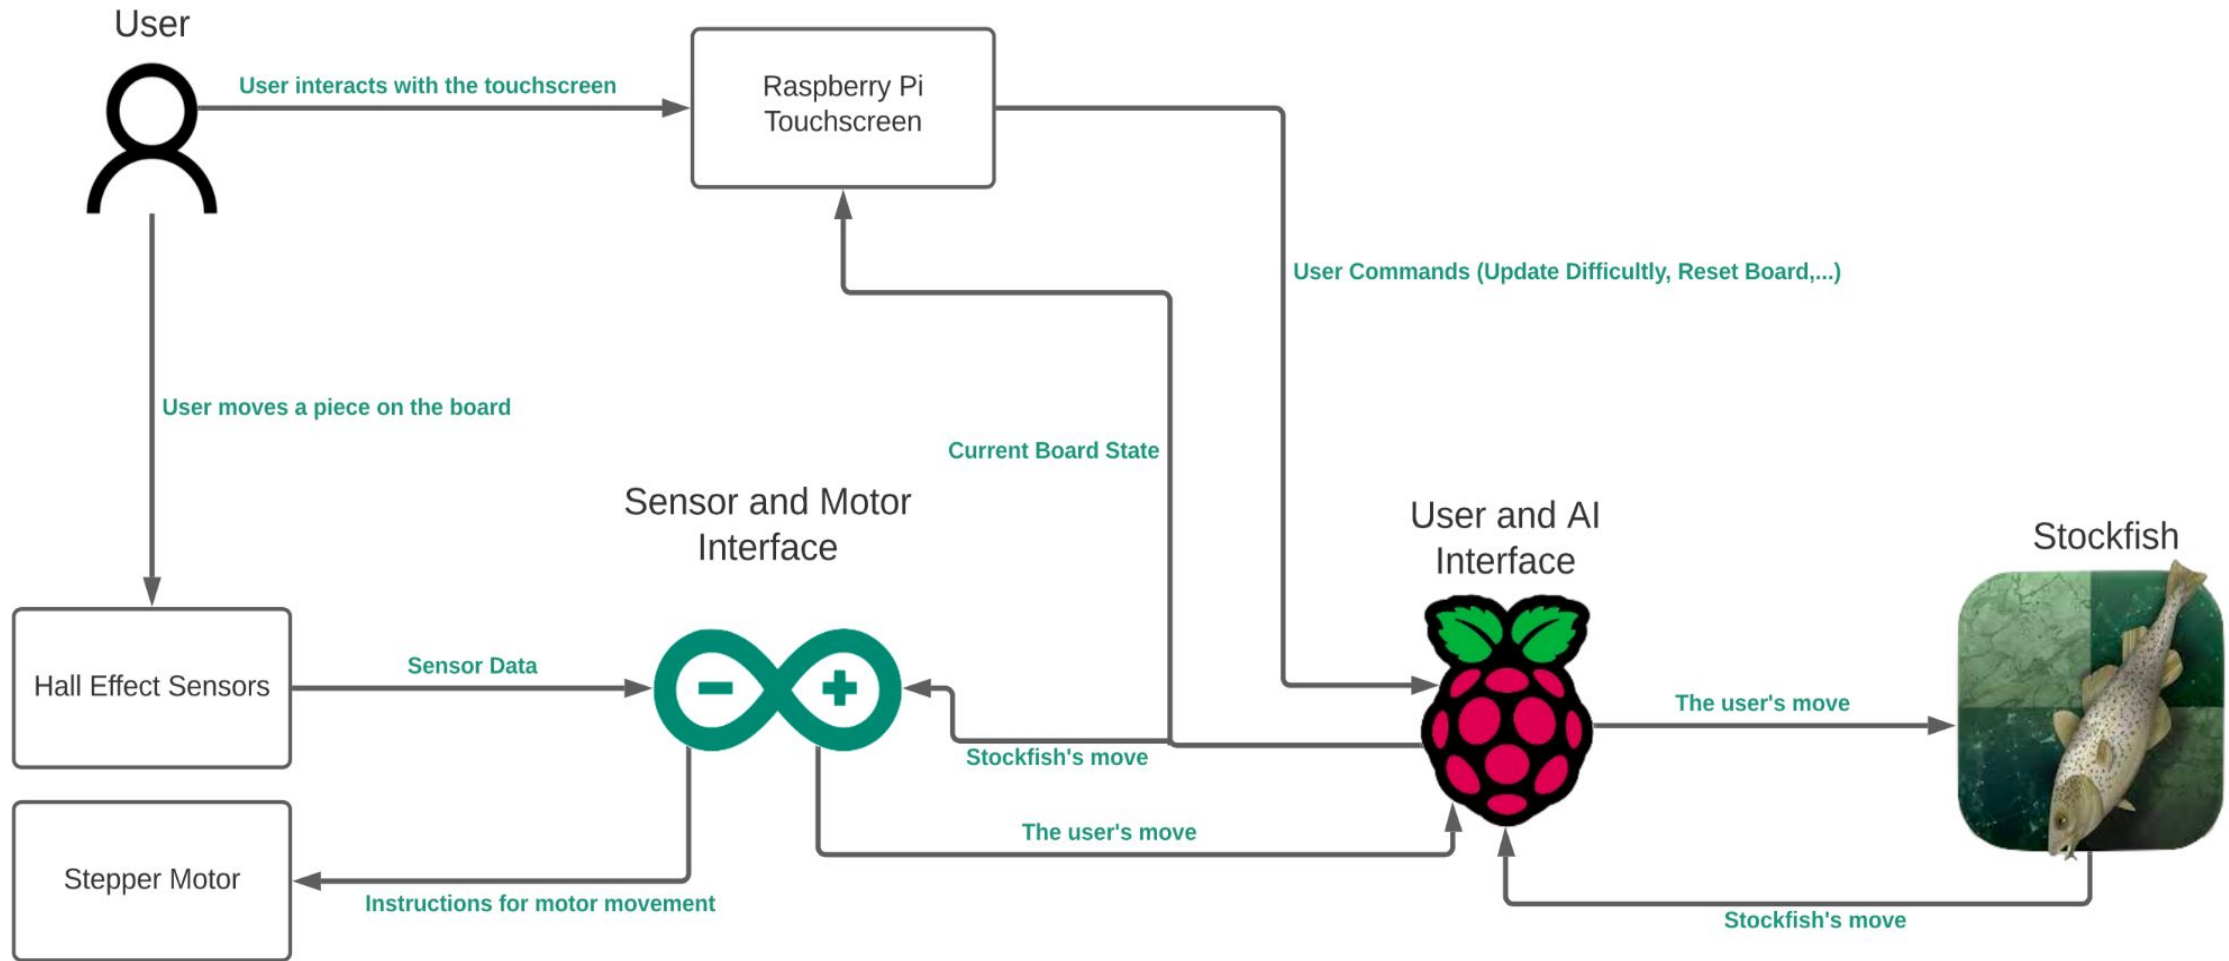 User
User interacts with the touchscreen
Raspberry Pi
Touchscreen
User Commands (Update Difficultly, Reset Board,...)
User moves a piece on the board
Current Board State
Sensor and Motor
Interface
User and AI
Interface
Stockfish
Hall Effect Sensors
Sensor Data
The user's move
Stockfish's move
The user's move
Stepper Motor
Instructions for motor movement
Stockfish's move